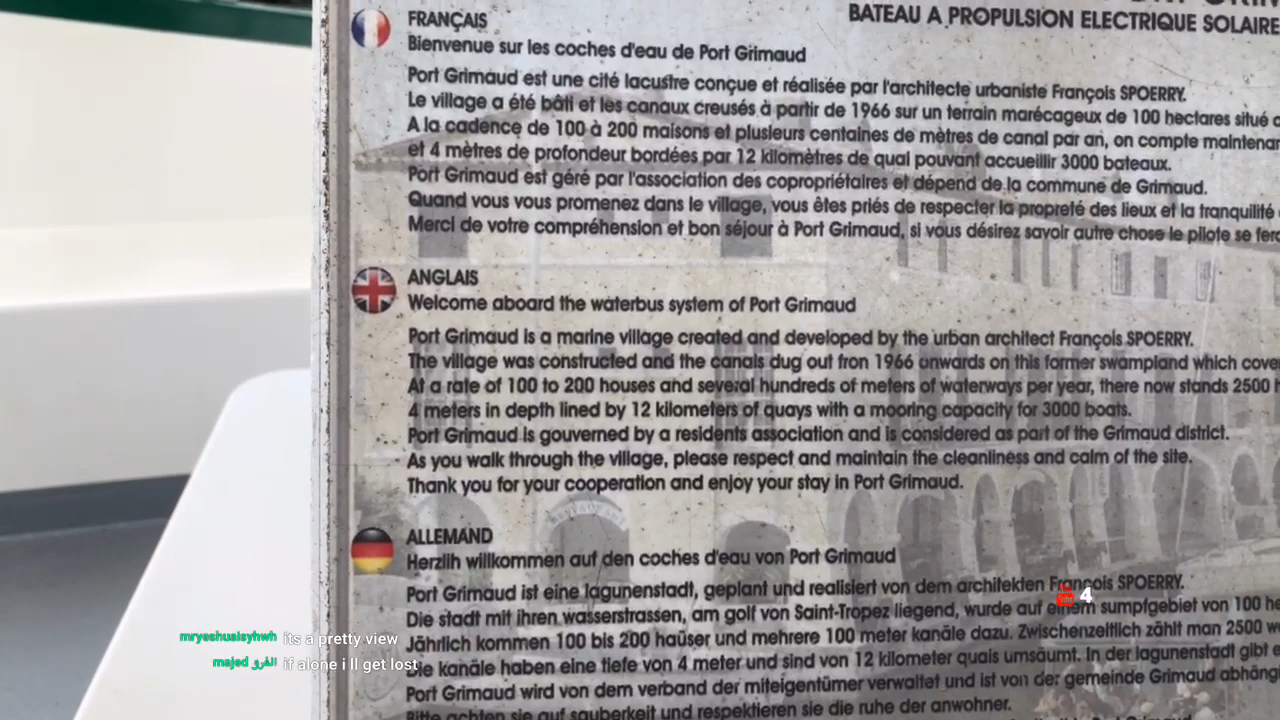 BATEAU A PROPULSION ELECTRIQUE SOLAIRE
FRANÇAIS
Bienvenue sur les coches d'eau de Port Grimaud
Port Grimaud est une cité lacustre conçue et réalisée par l'architecte urbaniste François SPOERRY.
Le village a été bâti et les canaux creusés à partir de 1966 sur un terrain marécageux de 100 hectares situé
A la cadence de 100 à 200 maisons et plusieurs centaines de mètres de canal par an, on compte
et 4 mètres de profondeur bordées par 12 kilomètres de quai pouvant accueillir 3000 bateaux.
Port Grimaud est géré par l'association des copropriétaires et dépend de la commune de Grimaud.
Quand vous vous promenez dans le village, vous êtes priés de respecter la propreté des lieux et la tranquilité
Merci de votre compréhension et bon séjour à Port Grimaud, si vous désirez savoir autre chose le pilote se
ANGLAIS
Welcome aboard the waterbus system of Port Grimaud
Port Grimaud is a marine village created and developed by the urban architect François SPOERRY.
The village was constructed and the canals dug out fron 1966 onwards on this former swampland which
At a rate of 100 to 200 houses and several hundreds of meters of waterways per year, there now stands 2500
4 meters in depth lined by 12 kilometers of quays with a mooring capacity for 3000 boats.
Port Grimaud is gouverned by a residents association and is considered as part of the Grimaud district.
As you walk through the village, please respect and maintain the cleanliness and calm of the site.
Thank you for your cooperation and enjoy your stay in Port Grimaud.
ALLEMAND
Herzlih willkommen auf den coches d'eau von Port Grimaud
Port Grimaud ist eine lagunenstadt, geplant und realisiert von dem architekten François SPOERRY.
Die stadt mit ihren wasserstrassen, am golf von Saint-Tropez liegend, wurde auf einem sumpfgebiet von 100
Jährlich kommen 100 bis 200 haüser und mehrere 100 meter kanäle dazu. Zwischenzeitlich zählt man 2500
Die kanäle haben eine tiefe von 4 meter und sind von 12 kilometer quais umsäumt. In der lagunenstadt gibt
Port Grimaud wird von dem verband der miteigentümer verwaltet und ist von der gemeinde Grimaud
Bitte achten sie auf sauberkeit und respektieren sie die ruhe der anwohner.
4
mryeshuaisyhwh its a pretty view
majed الفرق if alone i ll get lost